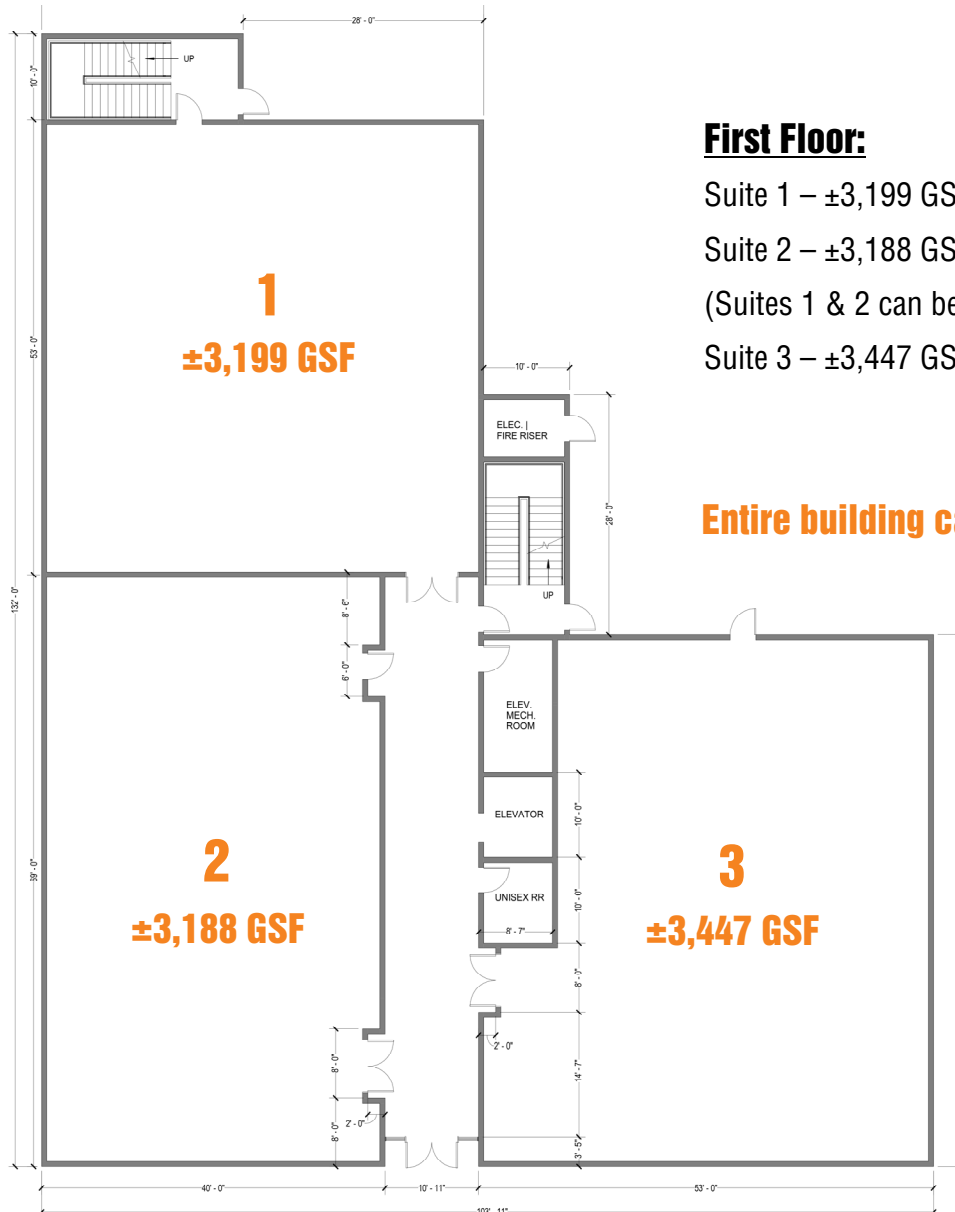 28' - 0"
UP
10' - 0"
First Floor:
Suite 1 – ±3,199 GS
Suite 2 – ±3,188 GS
(Suites 1 & 2 can be
Suite 3 – ±3,447 GS
1
±3,199 GSF
53' - 0"
10' - 0"
ELEC. |
FIRE RISER
28' - 0"
Entire building ca
UP
132' - 0"
8' - 6"
6' - 0"
ELEV.
MECH.
ROOM
ELEVATOR
10' - 0"
2
±3,188 GSF
3
±3,447 GSF
UNISEX RR
10' - 0"
8' - 7"
8' - 0"
2' - 0"
14' - 7"
8' - 0"
2' - 0"
8' - 0"
3' - 5"
40' - 0"
10' - 11"
53' - 0"
103' - 11"